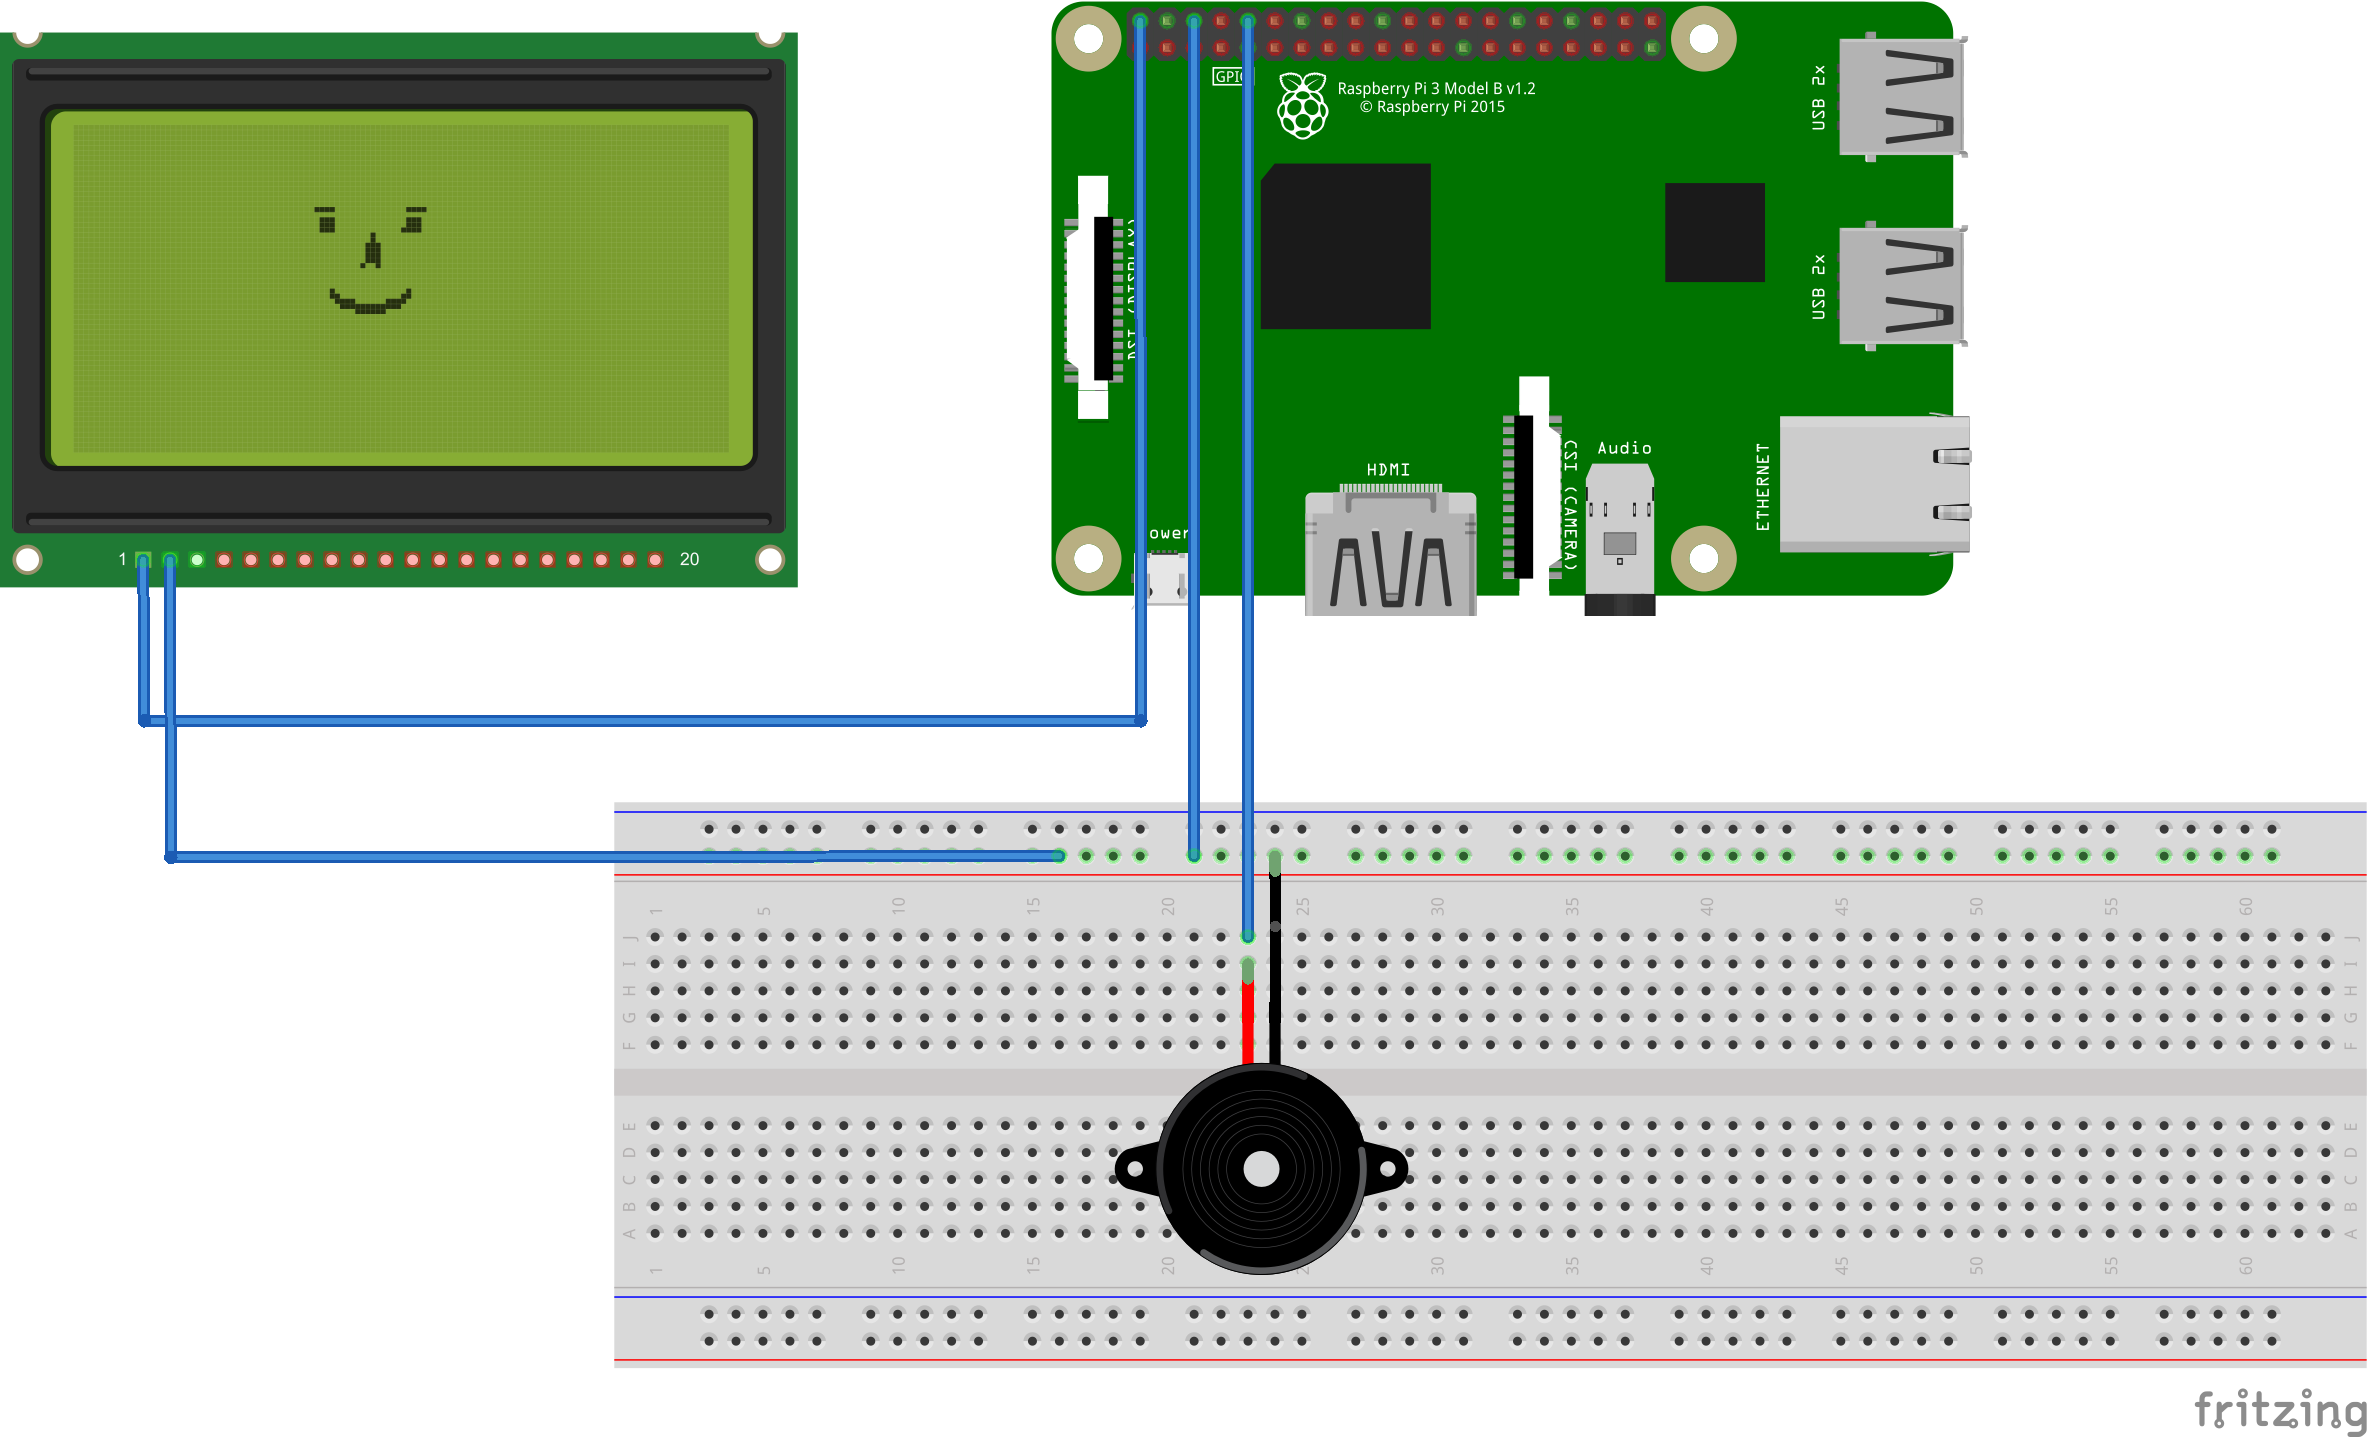 GPIO
Raspberry Pi 3 Model B v1.2
© Raspberry Pi 2015
USB 2x
DSI (DISPLAY)
USB 2x
HDMI
CSI (CAMERA)
Audio
ETHERNET
ower
1
20
1 5 10 15 20 25 30 35 40 45 50 55 60
J J
I I
H H
G G
F F
E E
D D
C C
B B
A A
1 5 10 15 20 30 35 40 45 50 55 60
fritzing